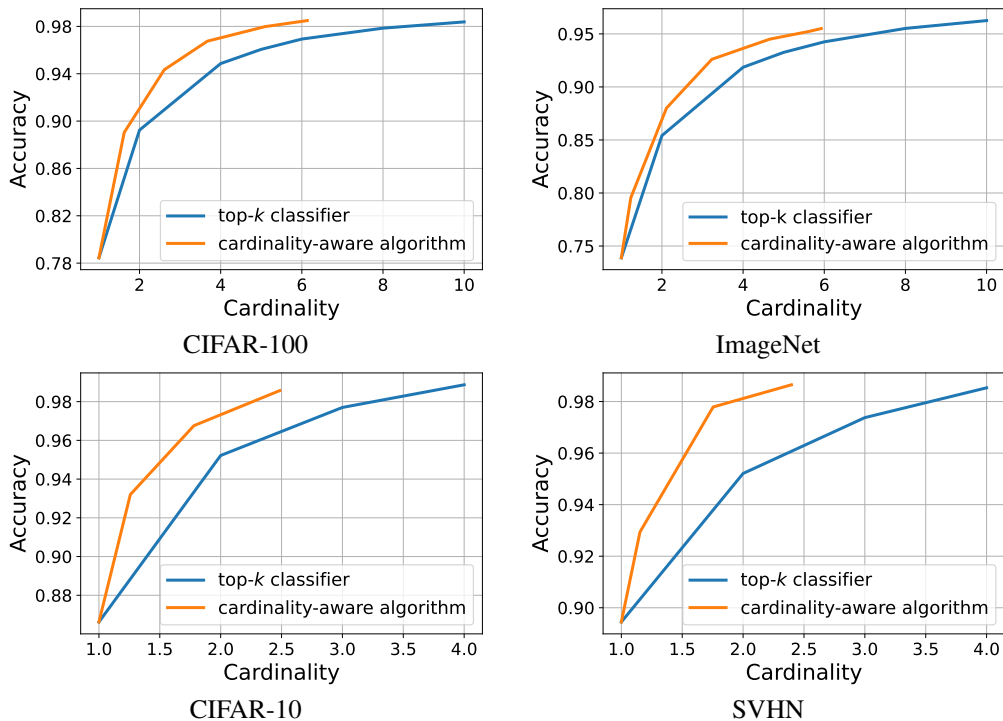 0.98
0.94
0.90
0.86
0.82
0.78
Accuracy
top-k classifier
cardinality-aware algorithm
2
4
6
8
10
Cardinality
CIFAR-100
0.95
0.90
0.85
0.80
0.75
Accuracy
top-k classifier
cardinality-aware algorithm
2
4
6
8
10
Cardinality
ImageNet
0.98
0.96
0.94
0.92
0.90
0.88
Accuracy
top-k classifier
cardinality-aware algorithm
1.0
1.5
2.0
2.5
3.0
3.5
4.0
Cardinality
CIFAR-10
0.98
0.96
0.94
0.92
0.90
Accuracy
top-k classifier
cardinality-aware algorithm
1.0
1.5
2.0
2.5
3.0
3.5
4.0
Cardinality
SVHN